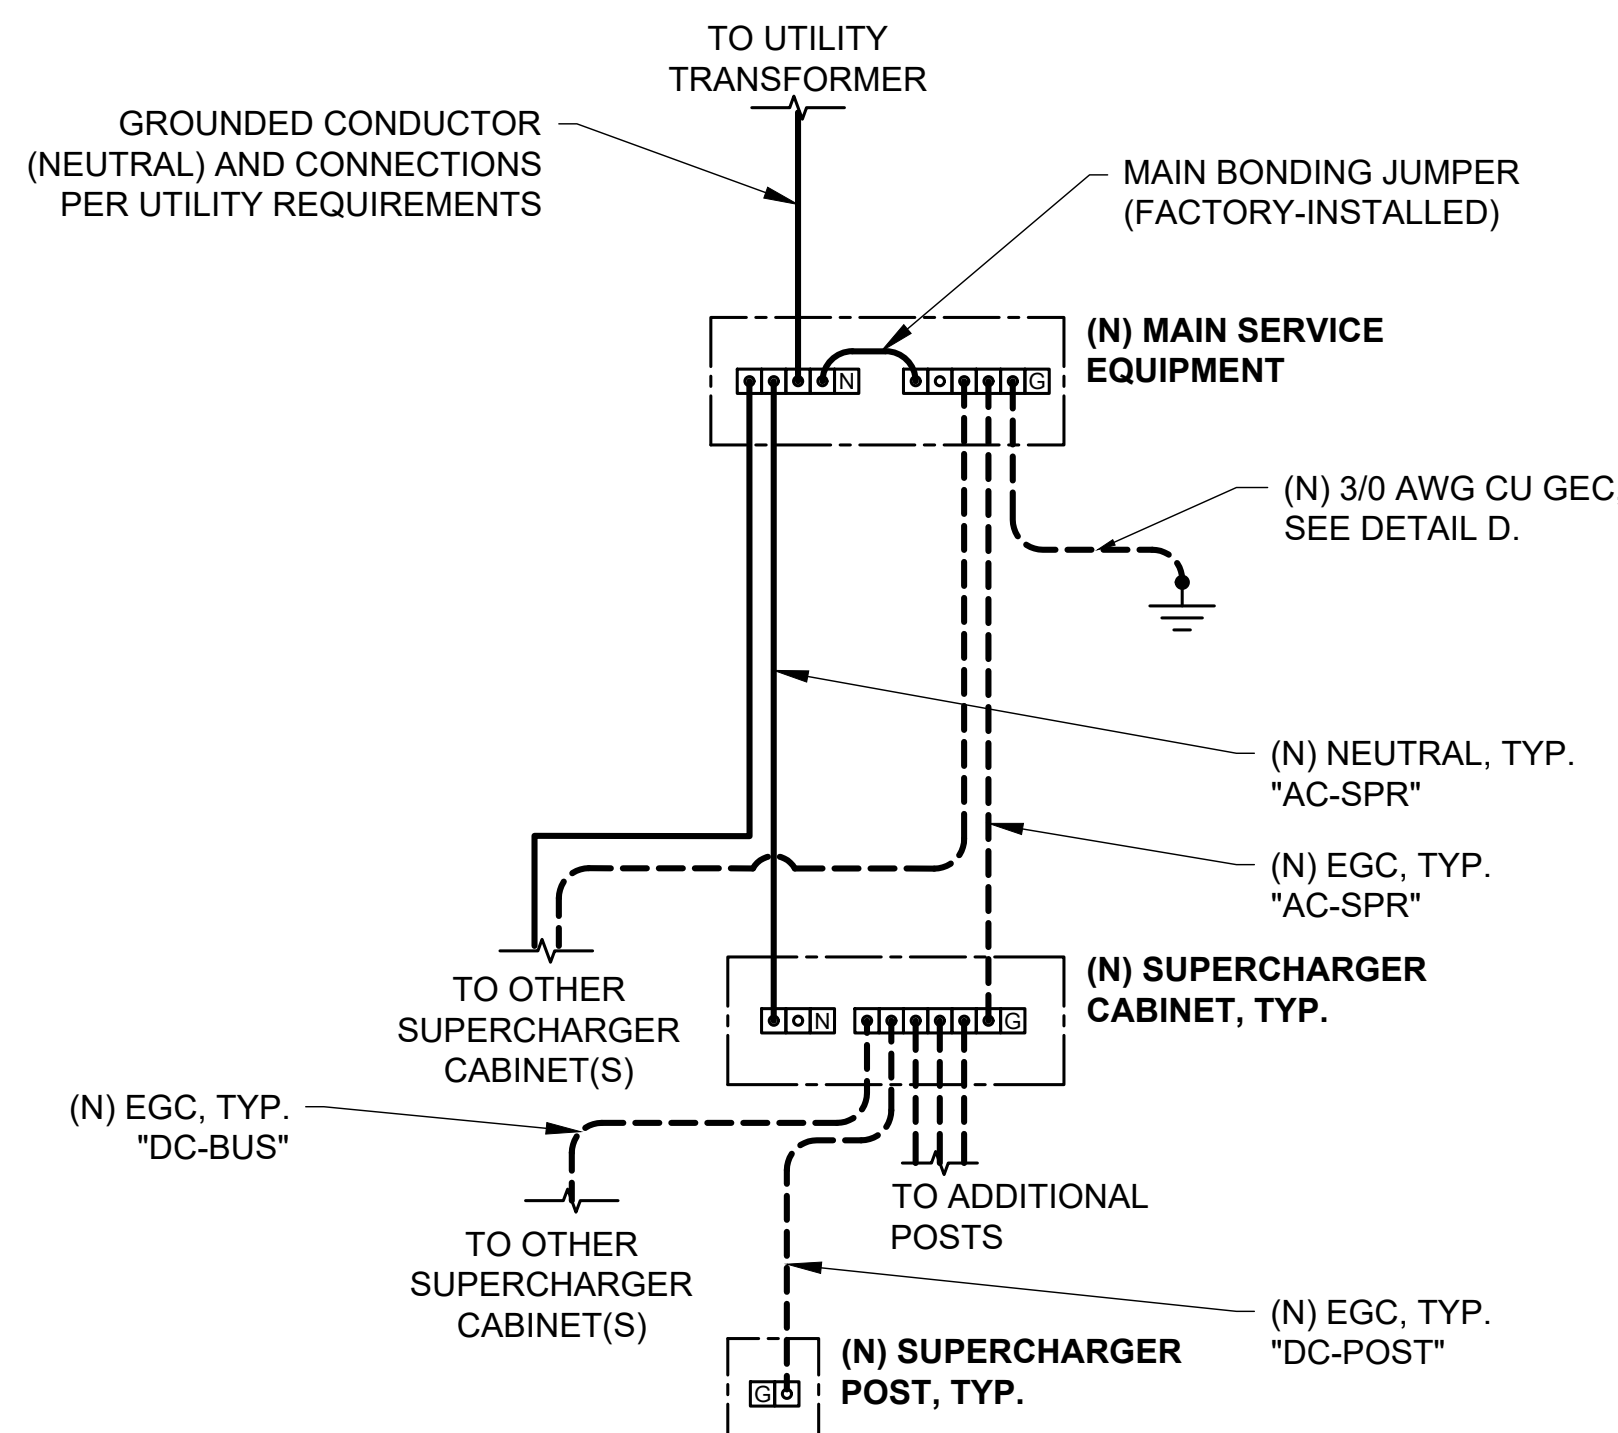 TO UTILITY
TRANSFORMER
GROUNDED CONDUCTOR
(NEUTRAL) AND CONNECTIONS
PER UTILITY REQUIREMENTS
MAIN BONDING JUMPER
(FACTORY-INSTALLED)
(N) MAIN SERVICE
EQUIPMENT
N
G
(N) 3/0 AWG CU GEC.
SEE DETAIL D.
(N) NEUTRAL, TYP.
"AC-SPR"
(N) EGC, TYP.
"AC-SPR"
TO OTHER
SUPERCHARGER
CABINET(S)
(N) SUPERCHARGER
CABINET, TYP.
N
G
(N) EGC, TYP.
"DC-BUS"
TO OTHER
SUPERCHARGER
CABINET(S)
TO ADDITIONAL
POSTS
(N) EGC, TYP.
"DC-POST"
(N) SUPERCHARGER
POST, TYP.
G